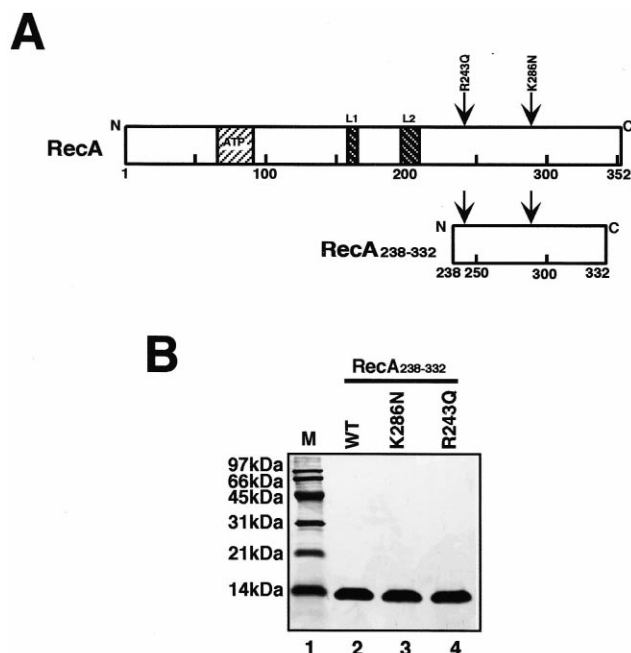 A
R243Q K286N
N L1 L2 C
RecA ATP
1 100 200 300 352
N C
RecA238-332
238 250 300 332
B
RecA238-332
M WT K286N R243Q
97kDa
66kDa
45kDa
31kDa
21kDa
14kDa
1 2 3 4